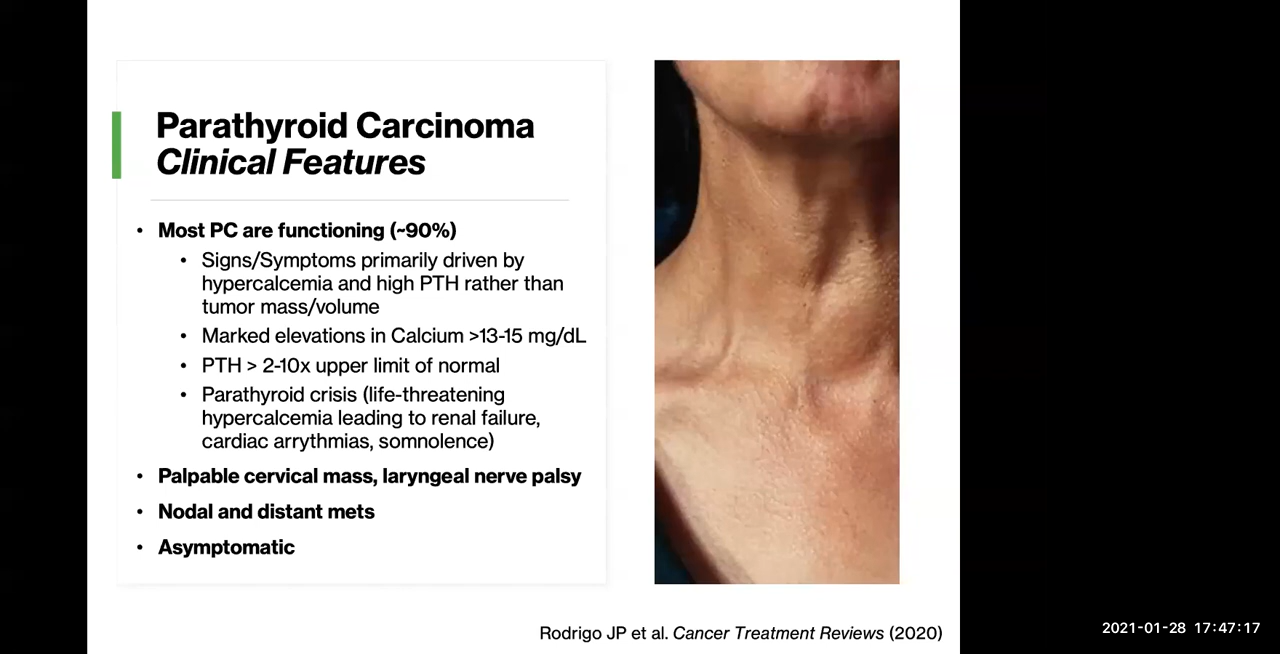 Parathyroid Carcinoma
Clinical Features
• Most PC are functioning (~90%)
• Signs/Symptoms primarily driven by
hypercalcemia and high PTH rather than
tumor mass/volume
• Marked elevations in Calcium >13-15 mg/dL
• PTH > 2-10x upper limit of normal
• Parathyroid crisis (life-threatening
hypercalcemia leading to renal failure,
cardiac arrythmias, somnolence)
• Palpable cervical mass, laryngeal nerve palsy
• Nodal and distant mets
• Asymptomatic
Rodrigo JP et al. Cancer Treatment Reviews (2020)
2021-01-28 17:47:17